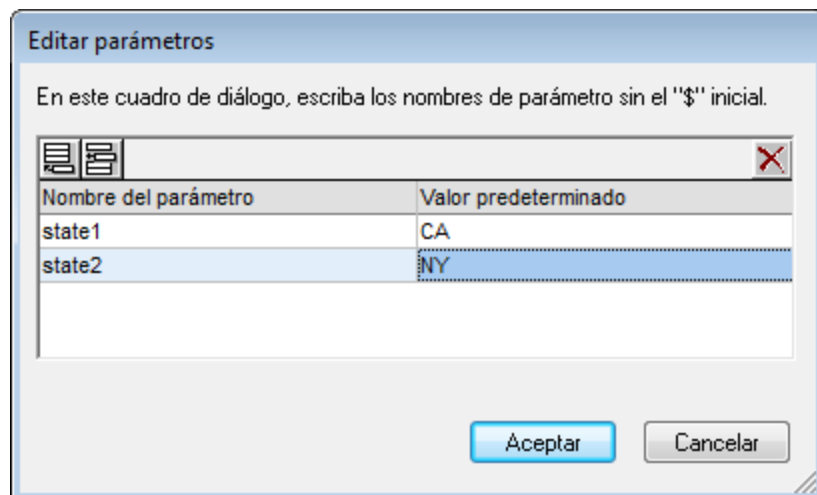 Editar parámetros
En este cuadro de diálogo, escriba los nombres de parámetro sin el "$" inicial.
Nombre del parámetro Valor predeterminado
state1 CA
state2 NY
Aceptar Cancelar